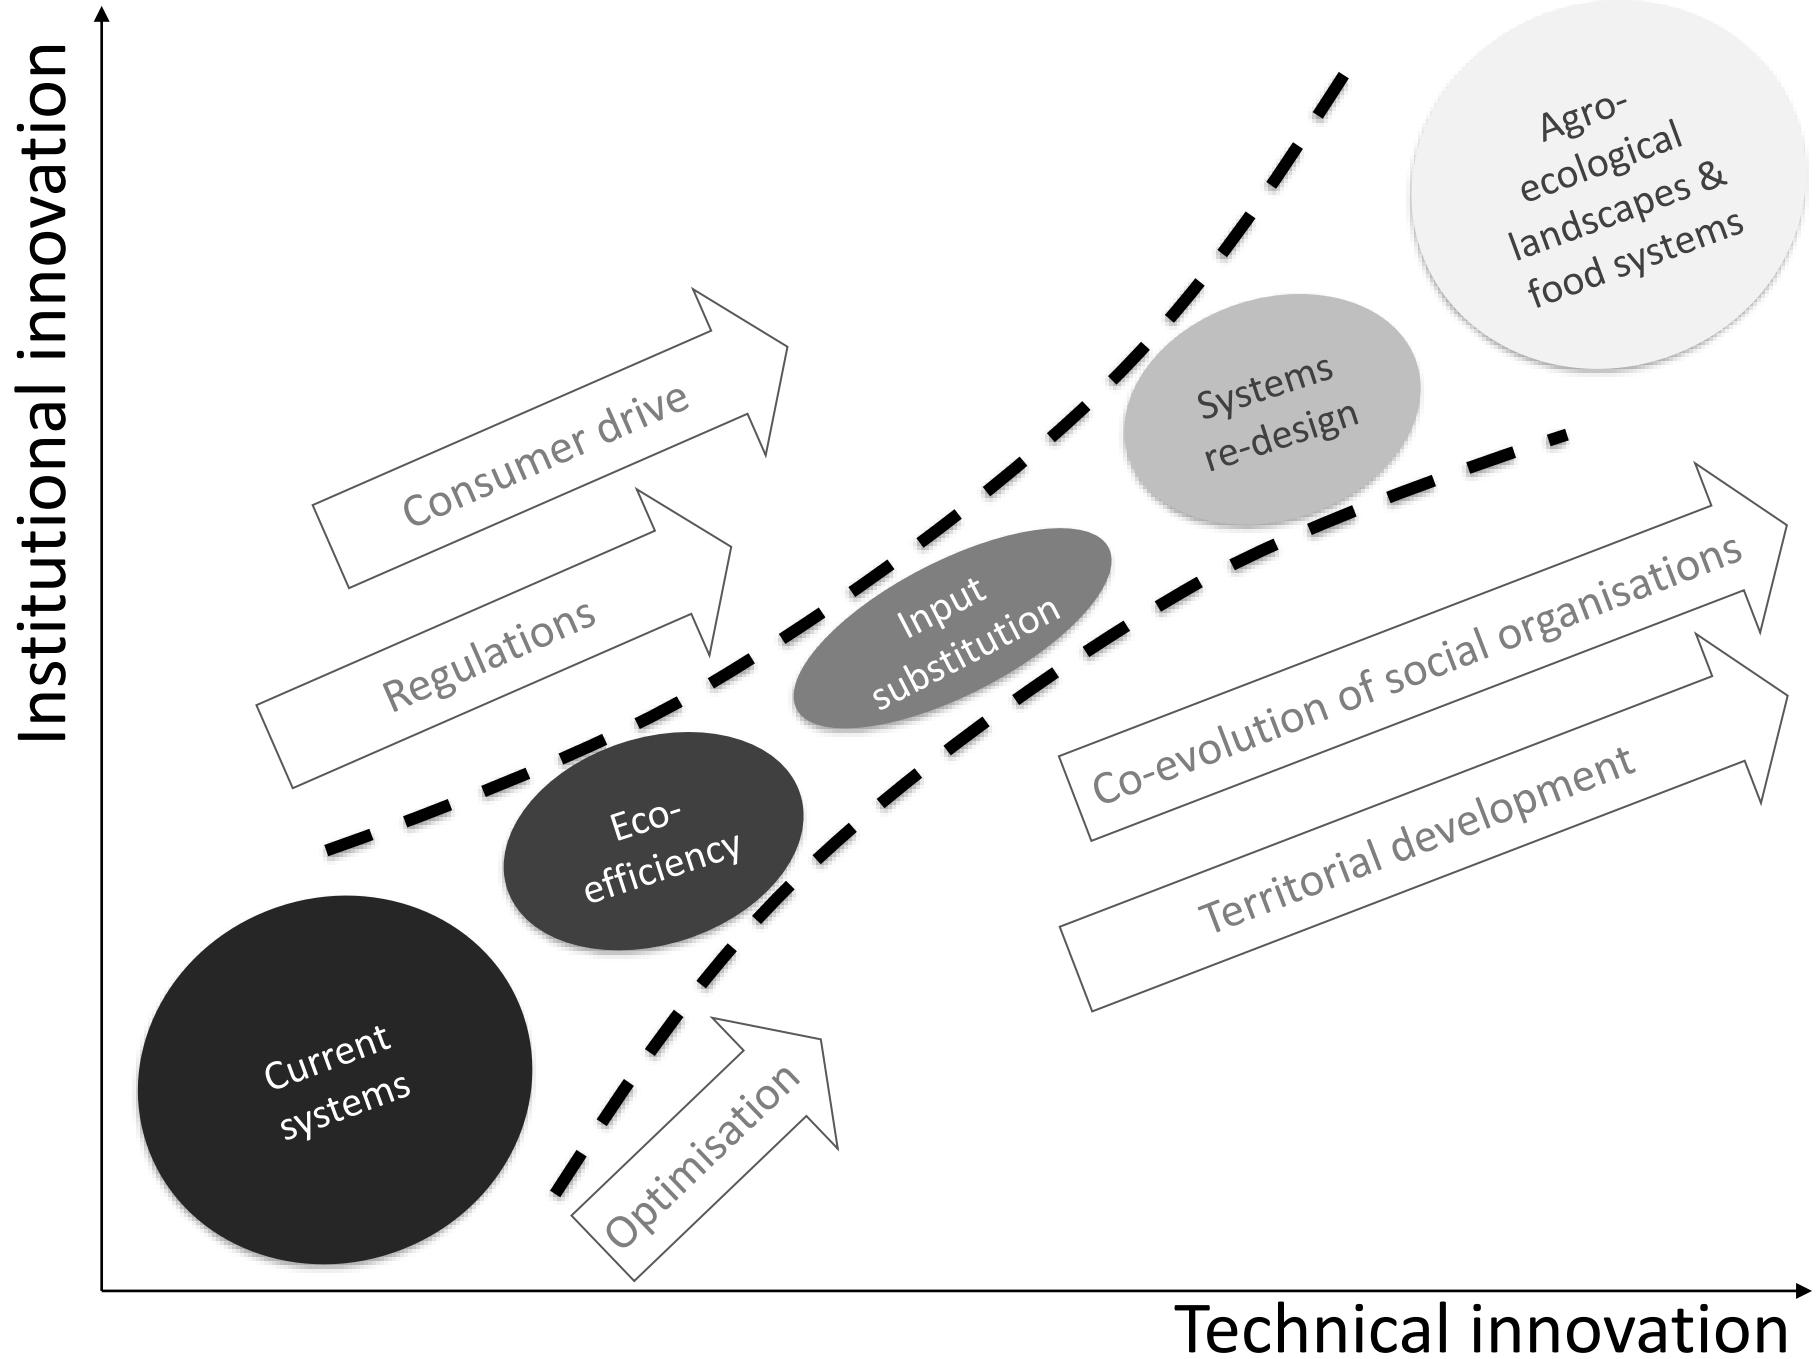 Institutional innovation
Agro-
ecological
landscapes &
food systems
Systems
re-design
Consumer drive
Regulations
Input
substitution
Co-evolution of social organisations
Territorial development
Eco-
efficiency
Current
systems
Optimisation
Technical innovation